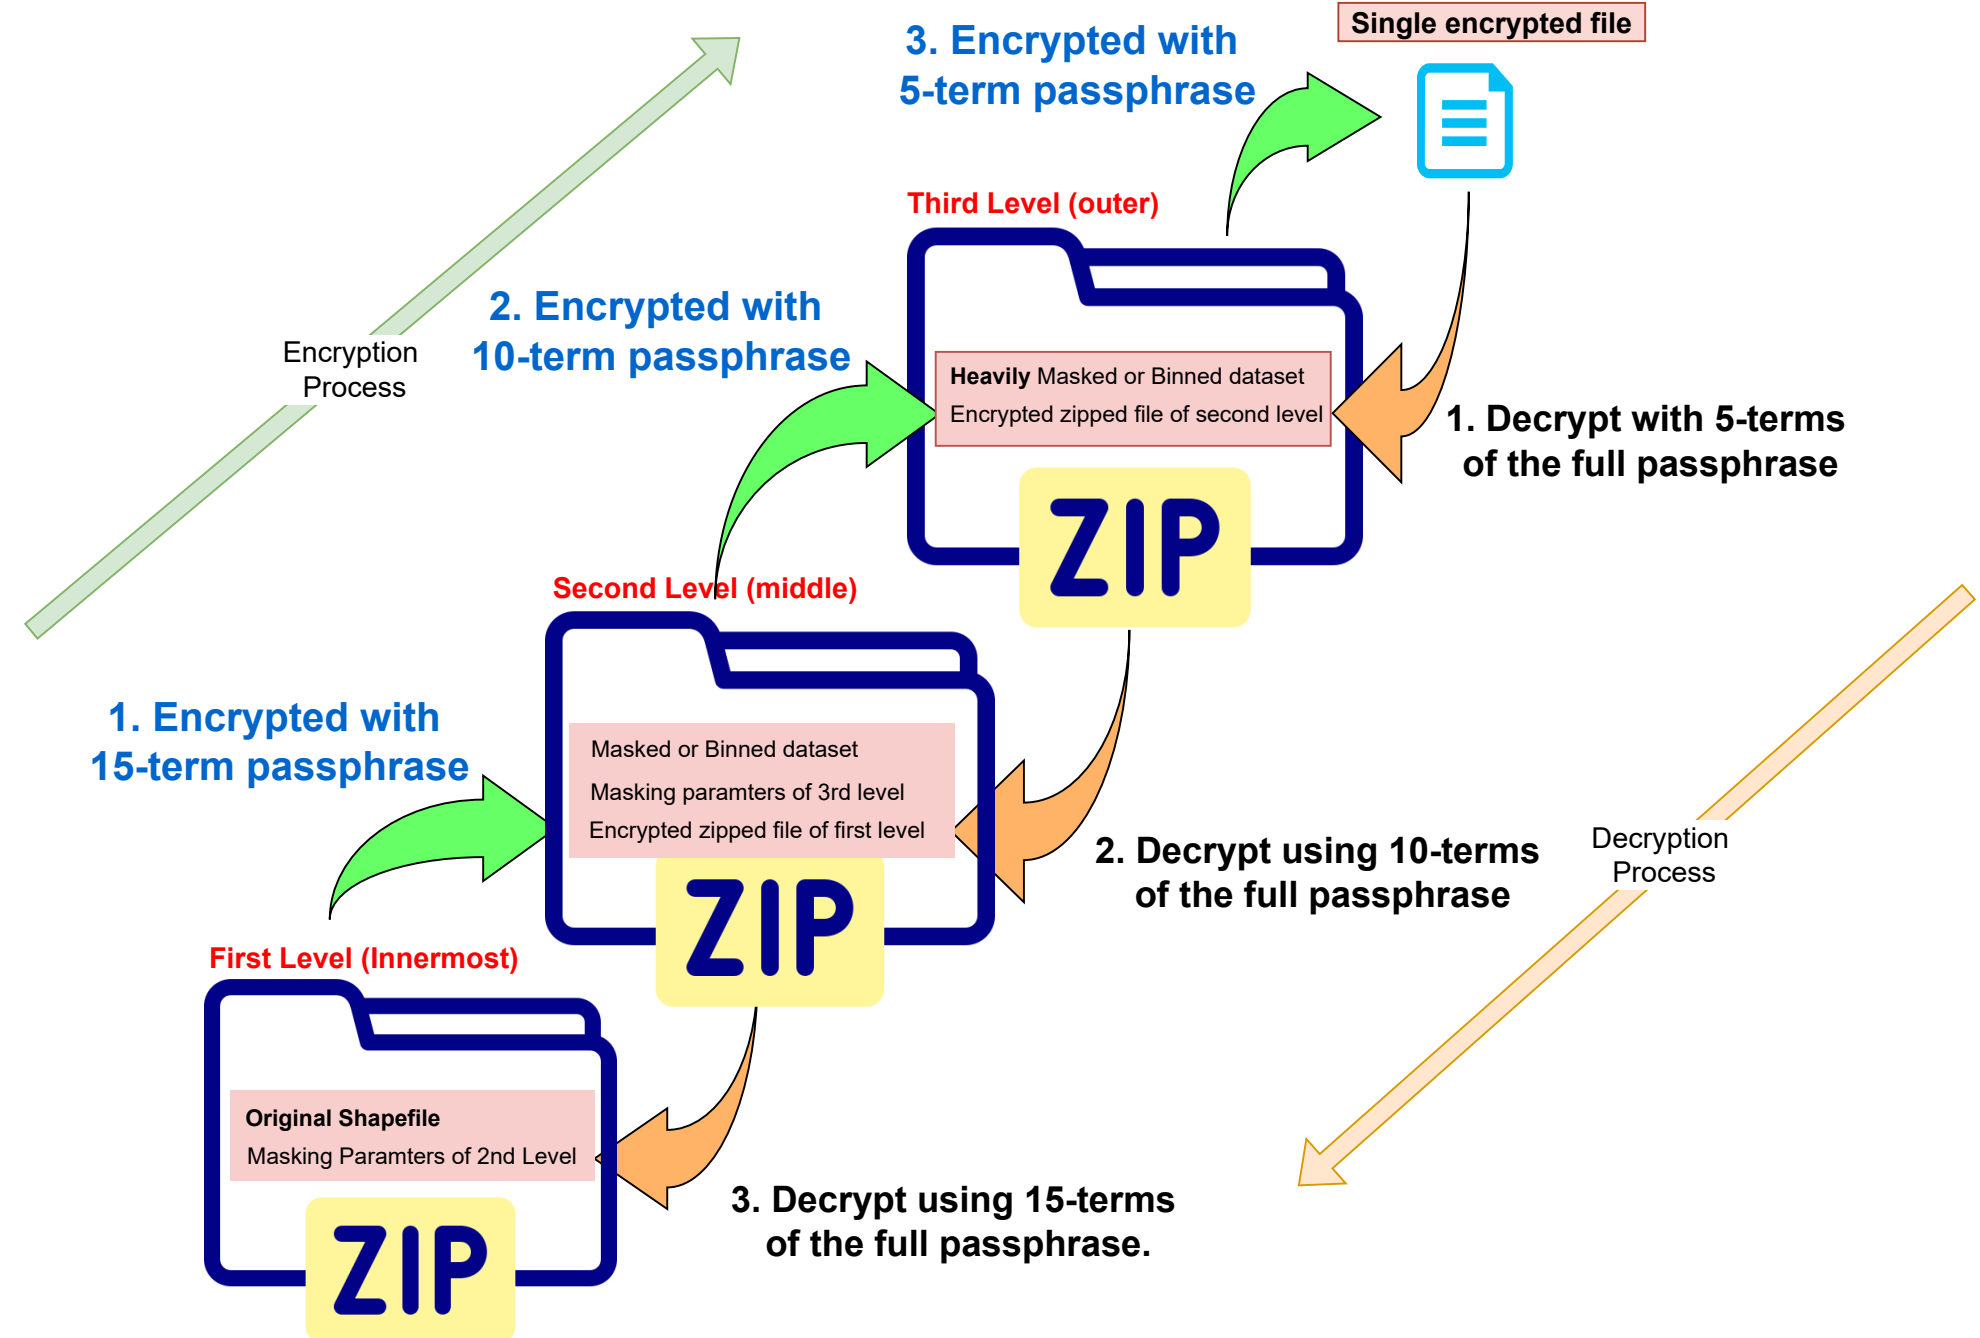 Single encrypted file
3. Encrypted with
5-term passphrase
Third Level (outer)
2. Encrypted with
10-term passphrase
Encryption
Process
Heavily Masked or Binned dataset
Encrypted zipped file of second level
1. Decrypt with 5-terms
of the full passphrase
ZIP
Second Level (middle)
1. Encrypted with
15-term passphrase
Masked or Binned dataset
Masking paramters of 3rd level
Encrypted zipped file of first level
2. Decrypt using 10-terms
of the full passphrase
Decryption
Process
ZIP
First Level (Innermost)
Original Shapefile
Masking Paramters of 2nd Level
3. Decrypt using 15-terms
of the full passphrase.
ZIP